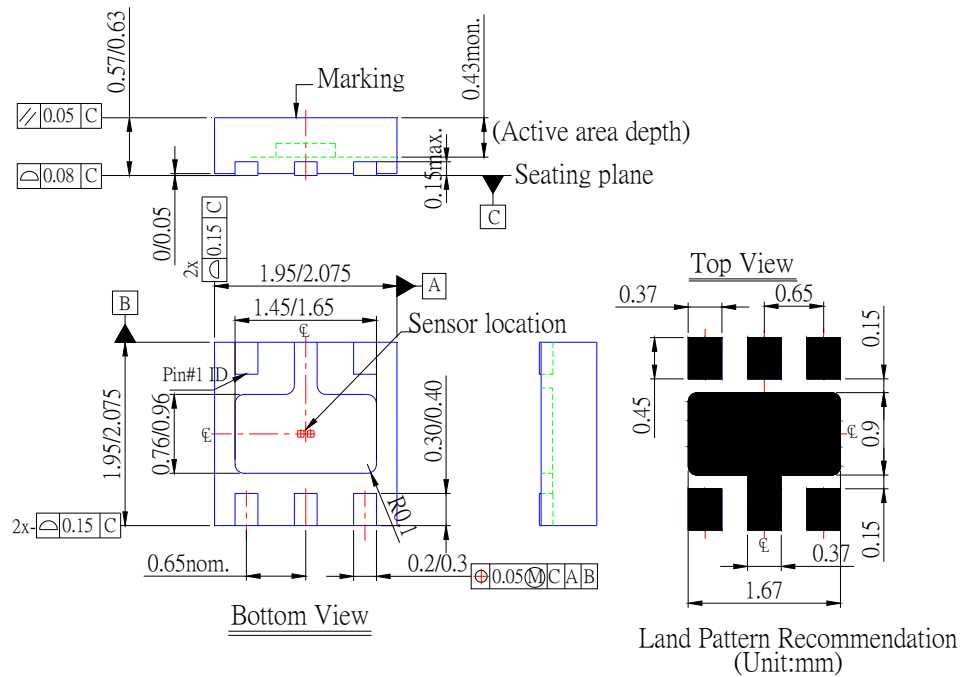 0.57/0.63
Marking
0.43mon.
(Active area depth)
0.05 C
0.08 C
0.15max.
Seating plane
C
0/0.05
2x 0.15 C
1.95/2.075
A
B
1.45/1.65
℄
Sensor location
Pin#1 ID
1.95/2.075
0.76/0.96
℄
0.30/0.40
R0.1
2x- 0.15 C
0.65nom.
0.2/0.3
0.05 Ⓜ C A B
Bottom View
Top View
0.37
0.65
0.15
0.45
℄
0.9
℄
0.37
0.15
1.67
Land Pattern Recommendation
(Unit:mm)